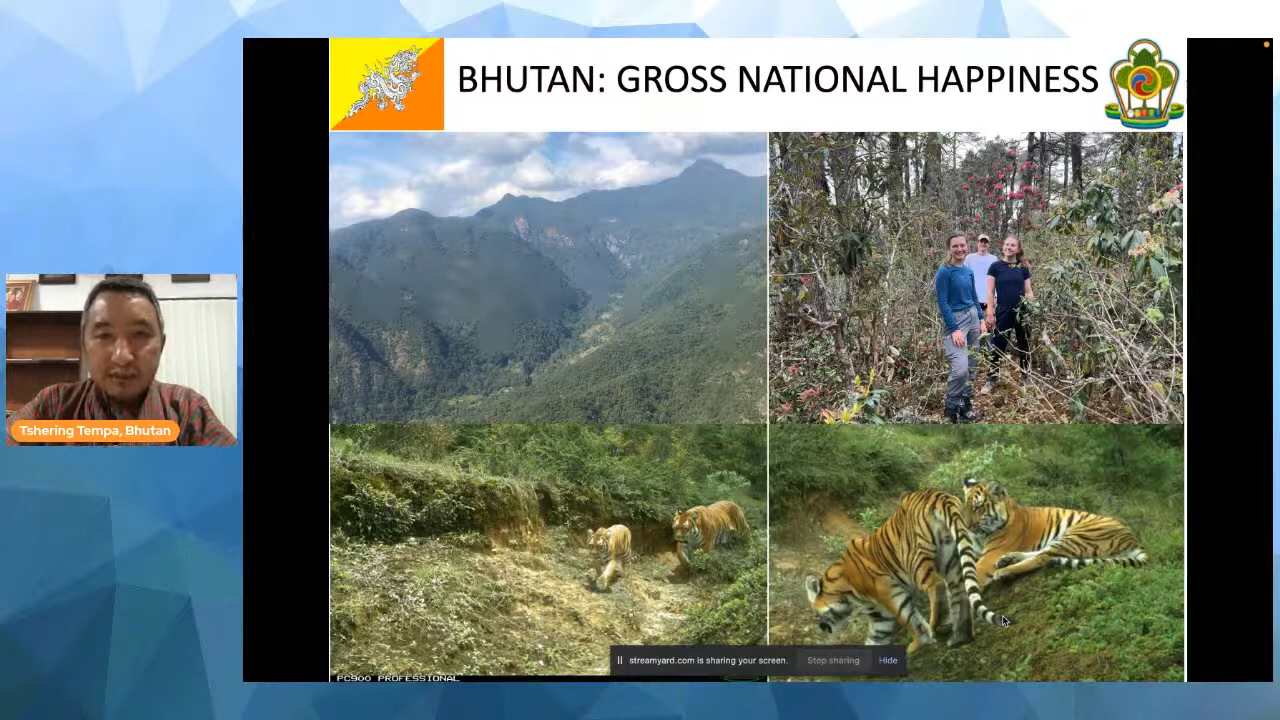 BHUTAN: GROSS NATIONAL HAPPINESS
Tshering Tempa, Bhutan
streamyard.com is sharing your screen.
Stop sharing
Hide
PC900 PROFESSIONAL